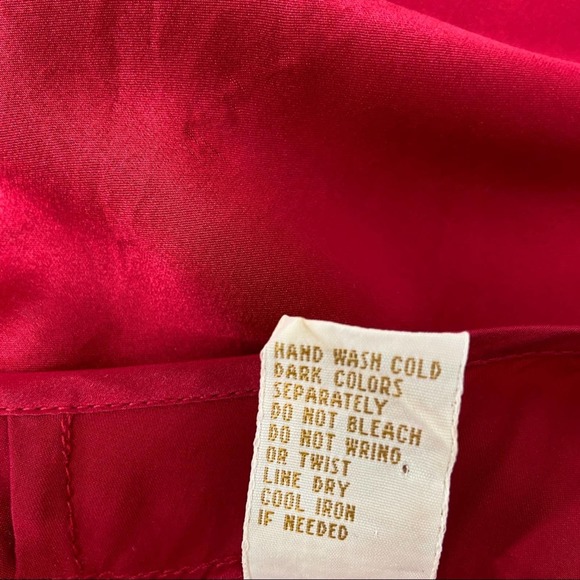 HAND WASH COLD
DARK COLORS
SEPARATELY
DO NOT BLEACH
DO NOT WRING
OR TWIST
LINE DRY
COOL IRON
IF NEEDED